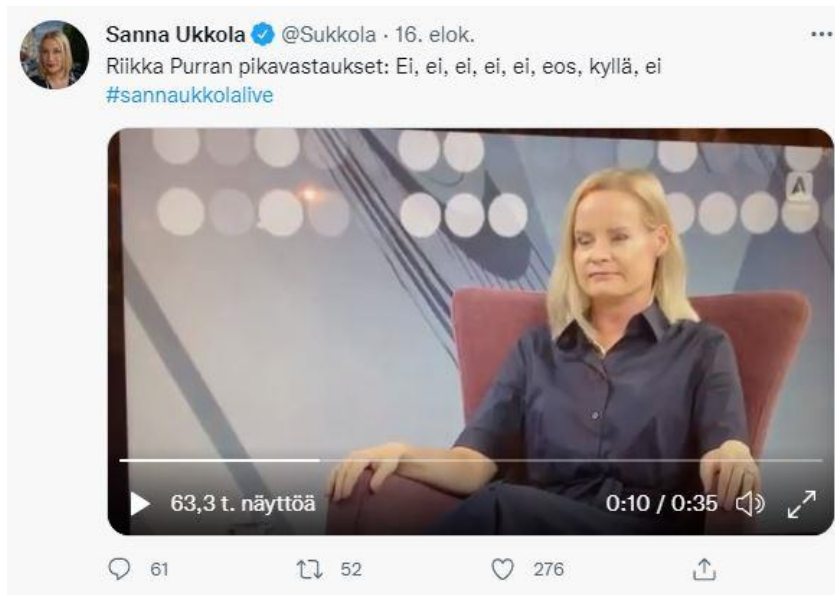 Sanna Ukkola @Sukkola · 16. elok.
Riikka Purran pikavastaukset: Ei, ei, ei, ei, ei, eos, kyllä, ei
#sannaukkolalive
A
63,3 t. näyttöä 0:10 / 0:35
61 52 276